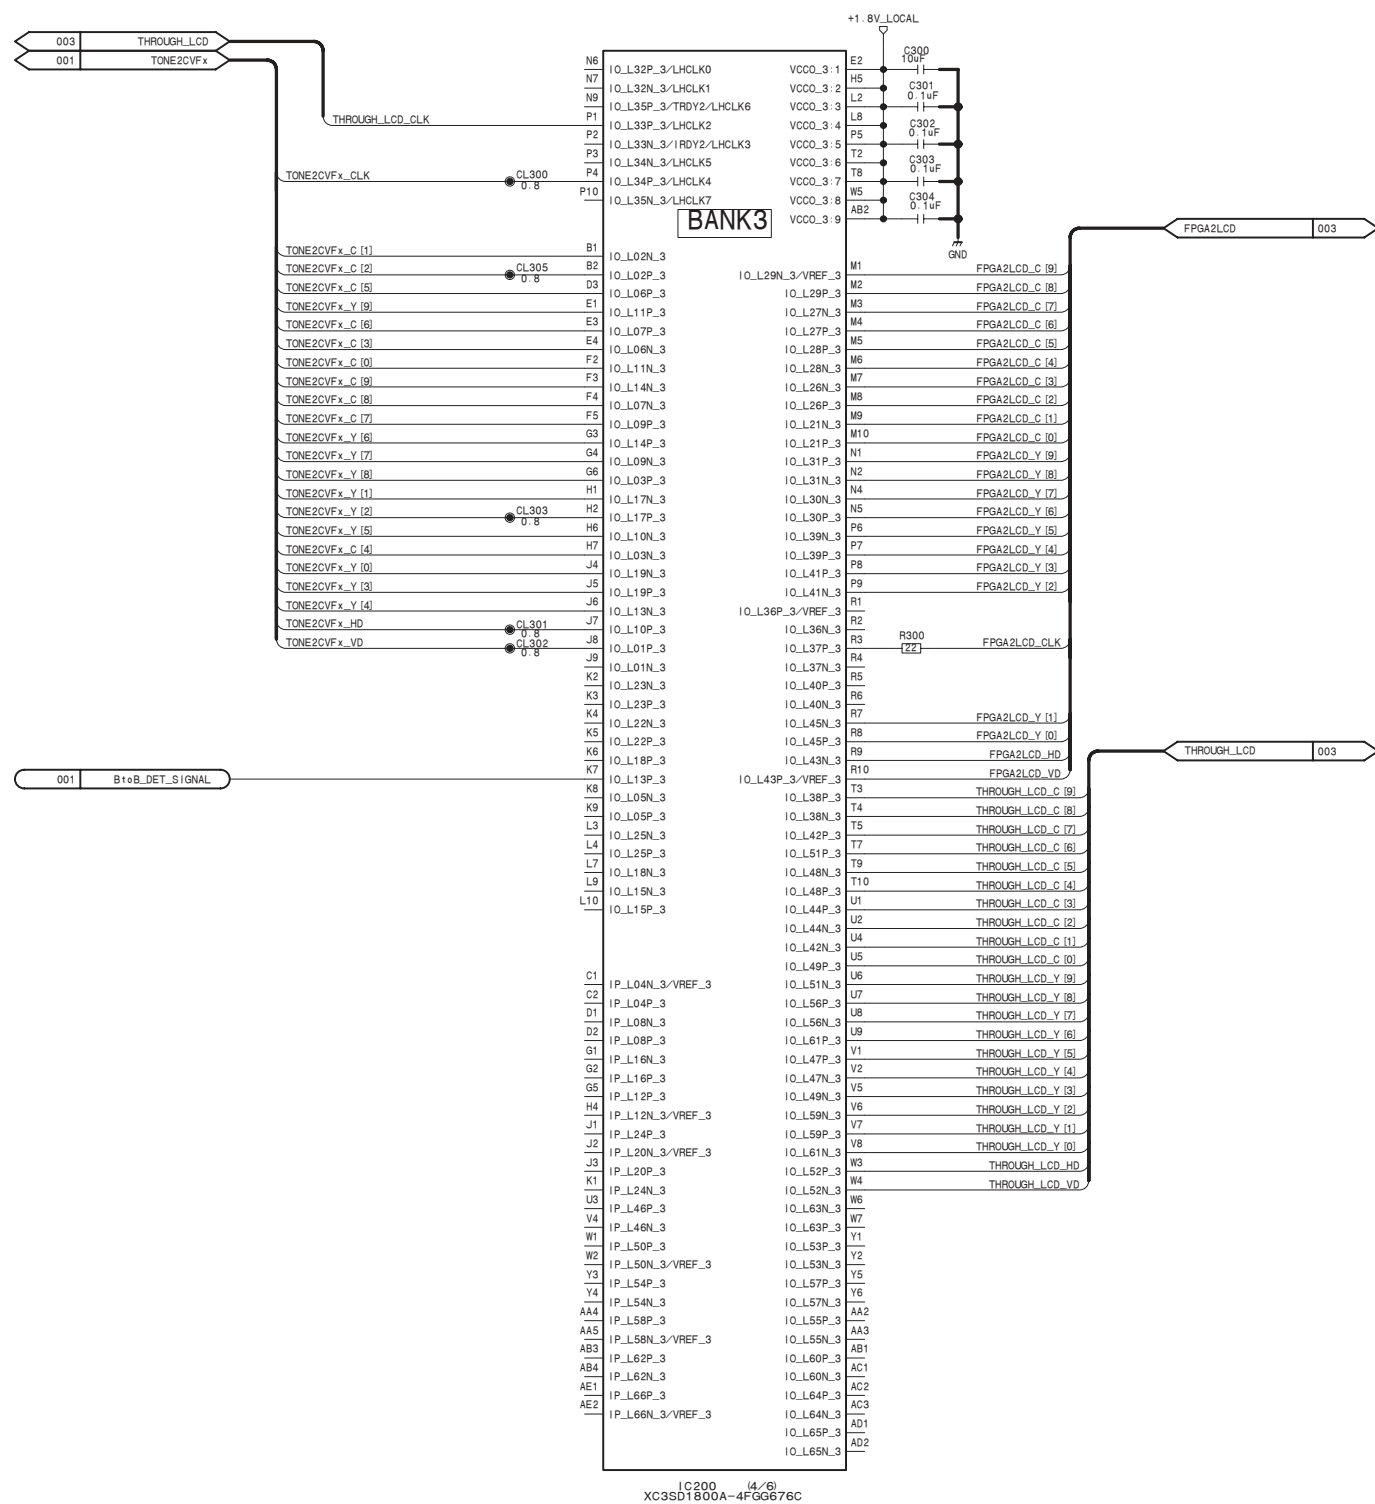 +1.8V_LOCAL
003 THROUGH_LCD
001 TONE2CVFx
N6 IO_L32P_3/LHCLK0 VCCO_3:1 E2 C300 10uF
N7 IO_L32N_3/LHCLK1 VCCO_3:2 H5
N9 IO_L35P_3/TRDY2/LHCLK6 VCCO_3:3 L2 C301 0.1uF
THROUGH_LCD_CLK P1 IO_L33P_3/LHCLK2 VCCO_3:4 L8
P2 IO_L33N_3/IRDY2/LHCLK3 VCCO_3:5 P5 C302 0.1uF
P3 IO_L34N_3/LHCLK5 VCCO_3:6 T2
TONE2CVFx_CLK CL300 0.8 P4 IO_L34P_3/LHCLK4 VCCO_3:7 T8 C303 0.1uF
P10 IO_L35N_3/LHCLK7 VCCO_3:8 W5
VCCO_3:9 AB2 C304 0.1uF
BANK3
FPGA2LCD 003
GND
TONE2CVFx_C [1] B1 IO_L02N_3
TONE2CVFx_C [2] CL305 0.8 B2 IO_L02P_3 IO_L29N_3/VREF_3 M1 FPGA2LCD_C [9]
TONE2CVFx_C [5] D3 IO_L06P_3 IO_L29P_3 M2 FPGA2LCD_C [8]
TONE2CVFx_Y [9] E1 IO_L11P_3 IO_L27N_3 M3 FPGA2LCD_C [7]
TONE2CVFx_C [6] E3 IO_L07P_3 IO_L27P_3 M4 FPGA2LCD_C [6]
TONE2CVFx_C [3] E4 IO_L06N_3 IO_L28P_3 M5 FPGA2LCD_C [5]
TONE2CVFx_C [0] F2 IO_L11N_3 IO_L28N_3 M6 FPGA2LCD_C [4]
TONE2CVFx_C [9] F3 IO_L14N_3 IO_L26N_3 M7 FPGA2LCD_C [3]
TONE2CVFx_C [8] F4 IO_L07N_3 IO_L26P_3 M8 FPGA2LCD_C [2]
TONE2CVFx_C [7] F5 IO_L09P_3 IO_L21N_3 M9 FPGA2LCD_C [1]
TONE2CVFx_Y [6] G3 IO_L14P_3 IO_L21P_3 M10 FPGA2LCD_C [0]
TONE2CVFx_Y [7] G4 IO_L09N_3 IO_L31P_3 N1 FPGA2LCD_Y [9]
TONE2CVFx_Y [8] G6 IO_L03P_3 IO_L31N_3 N2 FPGA2LCD_Y [8]
TONE2CVFx_Y [1] H1 IO_L17N_3 IO_L30N_3 N4 FPGA2LCD_Y [7]
TONE2CVFx_Y [2] CL303 0.8 H2 IO_L17P_3 IO_L30P_3 N5 FPGA2LCD_Y [6]
TONE2CVFx_Y [5] H6 IO_L10N_3 IO_L39N_3 P6 FPGA2LCD_Y [5]
TONE2CVFx_C [4] H7 IO_L03N_3 IO_L39P_3 P7 FPGA2LCD_Y [4]
TONE2CVFx_Y [0] J4 IO_L19N_3 IO_L41P_3 P8 FPGA2LCD_Y [3]
TONE2CVFx_Y [3] J5 IO_L19P_3 IO_L41N_3 P9 FPGA2LCD_Y [2]
TONE2CVFx_Y [4] J6 IO_L13N_3 IO_L36P_3/VREF_3 R1
TONE2CVFx_HD CL301 0.8 J7 IO_L10P_3 IO_L36N_3 R2
TONE2CVFx_VD CL302 0.8 J8 IO_L01P_3 IO_L37P_3 R3 R300 22 FPGA2LCD_CLK
J9 IO_L01N_3 IO_L37N_3 R4
K2 IO_L23N_3 IO_L40P_3 R5
K3 IO_L23P_3 IO_L40N_3 R6
K4 IO_L22N_3 IO_L45N_3 R7 FPGA2LCD_Y [1]
K5 IO_L22P_3 IO_L45P_3 R8 FPGA2LCD_Y [0]
K6 IO_L18P_3 IO_L43N_3 R9 FPGA2LCD_HD
THROUGH_LCD 003
001 BtoB_DET_SIGNAL K7 IO_L13P_3 IO_L43P_3/VREF_3 R10 FPGA2LCD_VD
K8 IO_L05N_3 IO_L38P_3 T3 THROUGH_LCD_C [9]
K9 IO_L05P_3 IO_L38N_3 T4 THROUGH_LCD_C [8]
L3 IO_L25N_3 IO_L42P_3 T5 THROUGH_LCD_C [7]
L4 IO_L25P_3 IO_L51P_3 T7 THROUGH_LCD_C [6]
L7 IO_L18N_3 IO_L48N_3 T9 THROUGH_LCD_C [5]
L9 IO_L15N_3 IO_L48P_3 T10 THROUGH_LCD_C [4]
L10 IO_L15P_3 IO_L44P_3 U1 THROUGH_LCD_C [3]
IO_L44N_3 U2 THROUGH_LCD_C [2]
IO_L42N_3 U4 THROUGH_LCD_C [1]
IO_L49P_3 U5 THROUGH_LCD_C [0]
C1 IP_L04N_3/VREF_3 IO_L51N_3 U6 THROUGH_LCD_Y [9]
C2 IP_L04P_3 IO_L56P_3 U7 THROUGH_LCD_Y [8]
D1 IP_L08N_3 IO_L56N_3 U8 THROUGH_LCD_Y [7]
D2 IP_L08P_3 IO_L61P_3 U9 THROUGH_LCD_Y [6]
G1 IP_L16N_3 IO_L47P_3 V1 THROUGH_LCD_Y [5]
G2 IP_L16P_3 IO_L47N_3 V2 THROUGH_LCD_Y [4]
G5 IP_L12P_3 IO_L49N_3 V5 THROUGH_LCD_Y [3]
H4 IP_L12N_3/VREF_3 IO_L59N_3 V6 THROUGH_LCD_Y [2]
J1 IP_L24P_3 IO_L59P_3 V7 THROUGH_LCD_Y [1]
J2 IP_L20N_3/VREF_3 IO_L61N_3 V8 THROUGH_LCD_Y [0]
J3 IP_L20P_3 IO_L52P_3 W3 THROUGH_LCD_HD
K1 IP_L24N_3 IO_L52N_3 W4 THROUGH_LCD_VD
U3 IP_L46P_3 IO_L63N_3 W6
V4 IP_L46N_3 IO_L63P_3 W7
W1 IP_L50P_3 IO_L53P_3 Y1
W2 IP_L50N_3/VREF_3 IO_L53N_3 Y2
Y3 IP_L54P_3 IO_L57P_3 Y5
Y4 IP_L54N_3 IO_L57N_3 Y6
AA4 IP_L58P_3 IO_L55P_3 AA2
AA5 IP_L58N_3/VREF_3 IO_L55N_3 AA3
AB3 IP_L62P_3 IO_L60P_3 AB1
AB4 IP_L62N_3 IO_L60N_3 AC1
AE1 IP_L66P_3 IO_L64P_3 AC2
AE2 IP_L66N_3/VREF_3 IO_L64N_3 AC3
IO_L65P_3 AD1
IO_L65N_3 AD2
IC200 (4/6)
XC3SD1800A-4FGG676C